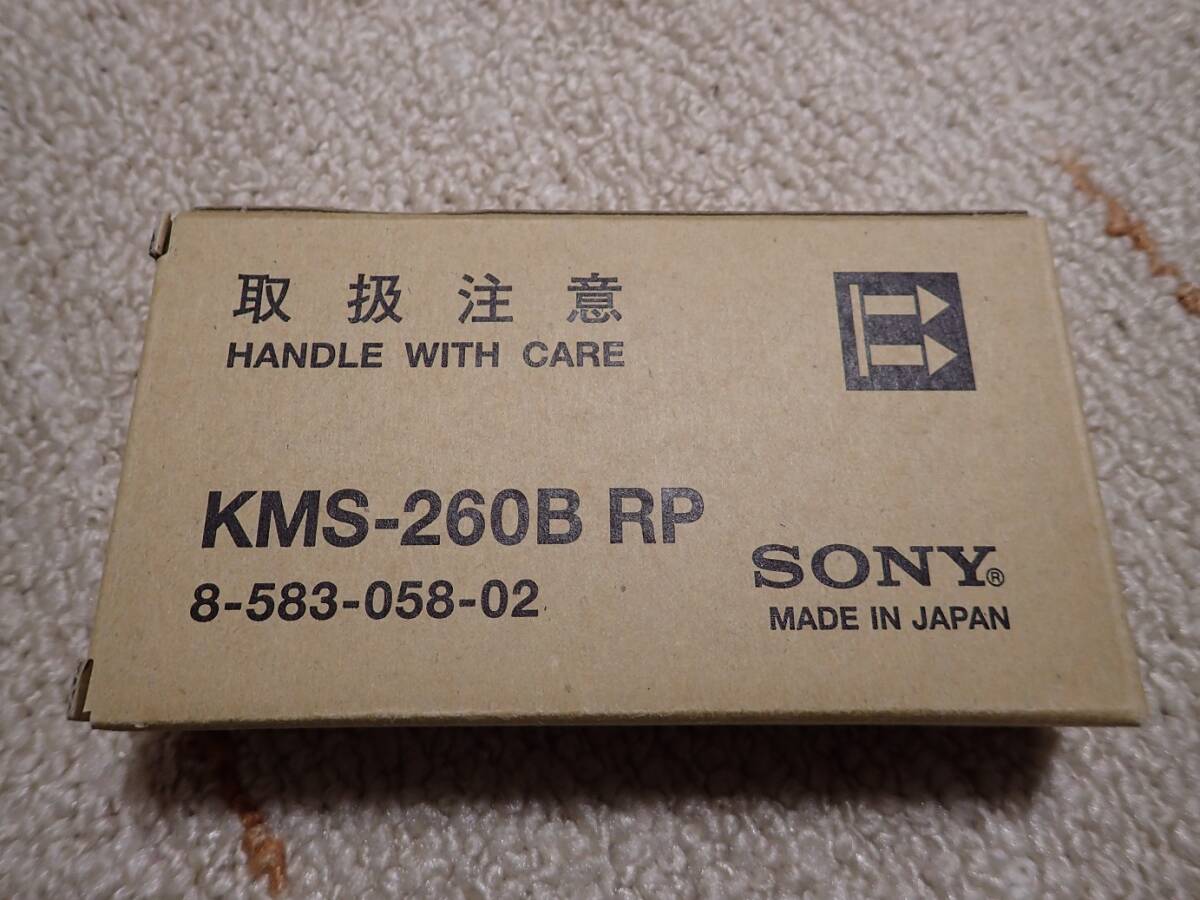 取扱注意
HANDLE WITH CARE
KMS-260B RP
8-583-058-02
SONY®
MADE IN JAPAN